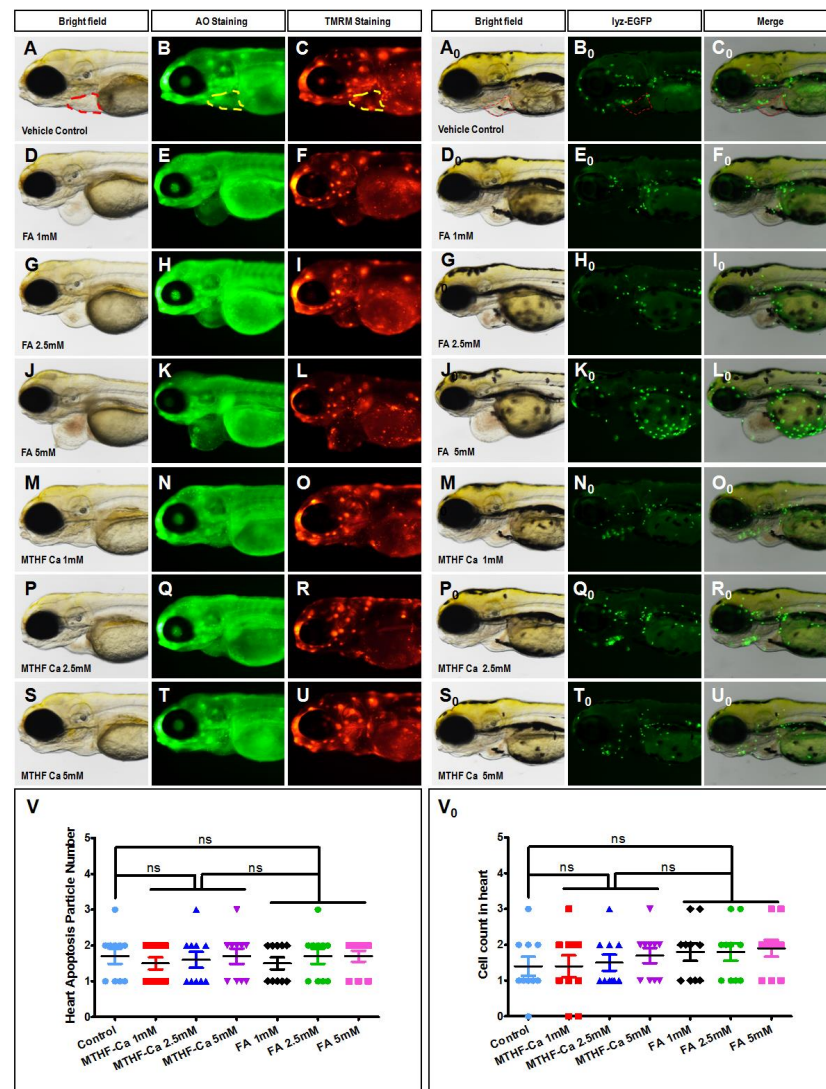 Bright field AO Staining TMRM Staining Bright field lyz-EGFP Merge
A B C A0 B0 C0
Vehicle Control Vehicle Control
D E F D0 E0 F0
FA 1mM FA 1mM
G H I G0 H0 I0
FA 2.5mM FA 2.5mM
J K L J0 K0 L0
FA 5mM FA 5mM
M N O M0 N0 O0
MTHF Ca 1mM MTHF Ca 1mM
P Q R P0 Q0 R0
MTHF Ca 2.5mM MTHF Ca 2.5mM
S T U S0 T0 U0
MTHF Ca 5mM MTHF Ca 5mM
V
Heart Apoptosis Particle Number
5
4
3
2
1
0
ns
ns ns
Control MTHF-Ca 1mM MTHF-Ca 2.5mM MTHF-Ca 5mM FA 1mM FA 2.5mM FA 5mM
V0
Cell count in heart
5
4
3
2
1
0
ns
ns ns
Control MTHF-Ca 1mM MTHF-Ca 2.5mM MTHF-Ca 5mM FA 1mM FA 2.5mM FA 5mM